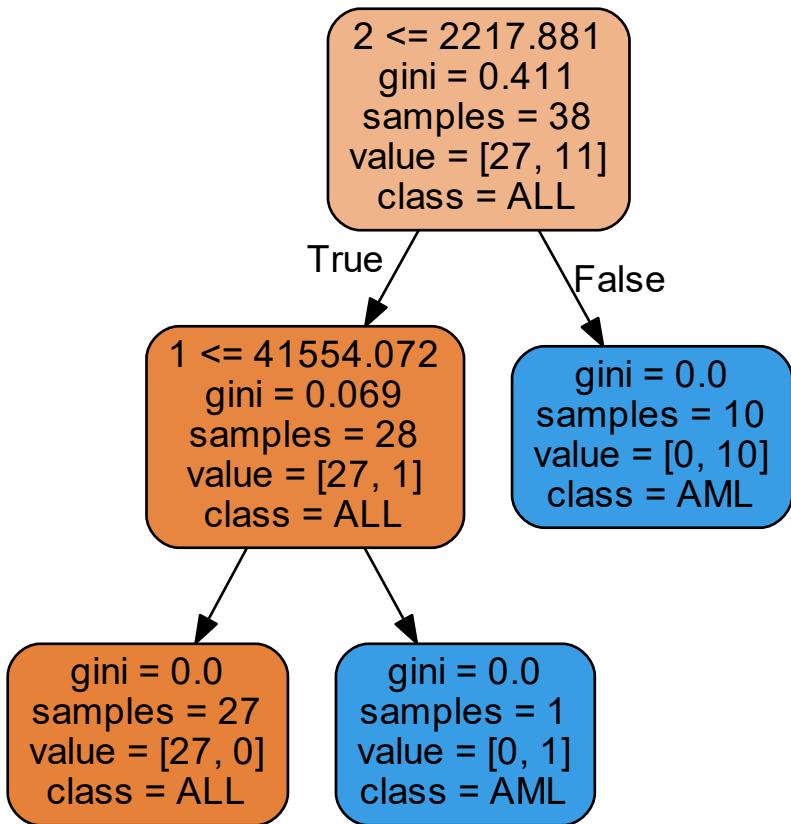 2 <= 2217.881
gini = 0.411
samples = 38
value = [27, 11]
class = ALL
True
False
1 <= 41554.072
gini = 0.069
samples = 28
value = [27, 1]
class = ALL
gini = 0.0
samples = 10
value = [0, 10]
class = AML
gini = 0.0
samples = 27
value = [27, 0]
class = ALL
gini = 0.0
samples = 1
value = [0, 1]
class = AML